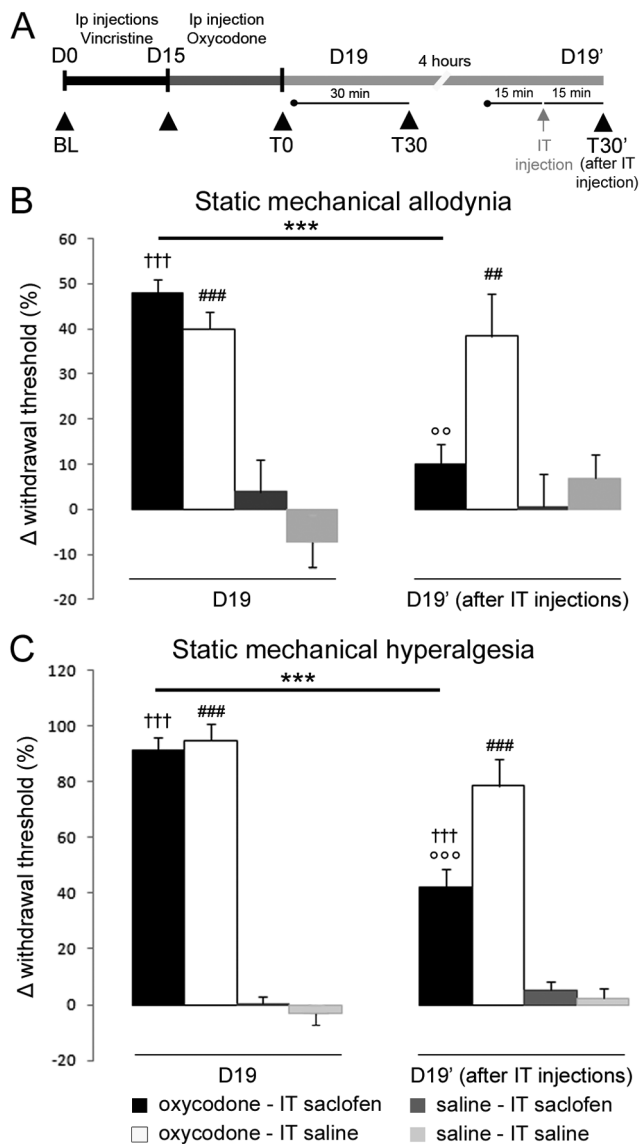 A
Ip injections
Vincristine
Ip injection
Oxycodone
D0
D15
D19
4 hours
D19'
30 min
15 min
15 min
BL
T0
T30
IT
injection
T30'
(after IT
injection)
B
Static mechanical allodynia
***
Δ withdrawal threshold (%)
60
50
40
30
20
10
0
-10
-20
†††
###
°°
##
D19
D19' (after IT injections)
C
Static mechanical hyperalgesia
***
Δ withdrawal threshold (%)
120
100
80
60
40
20
0
-20
†††
###
†††
°°°
###
D19
D19' (after IT injections)
oxycodone - IT saclofen
saline - IT saclofen
oxycodone - IT saline
saline - IT saline